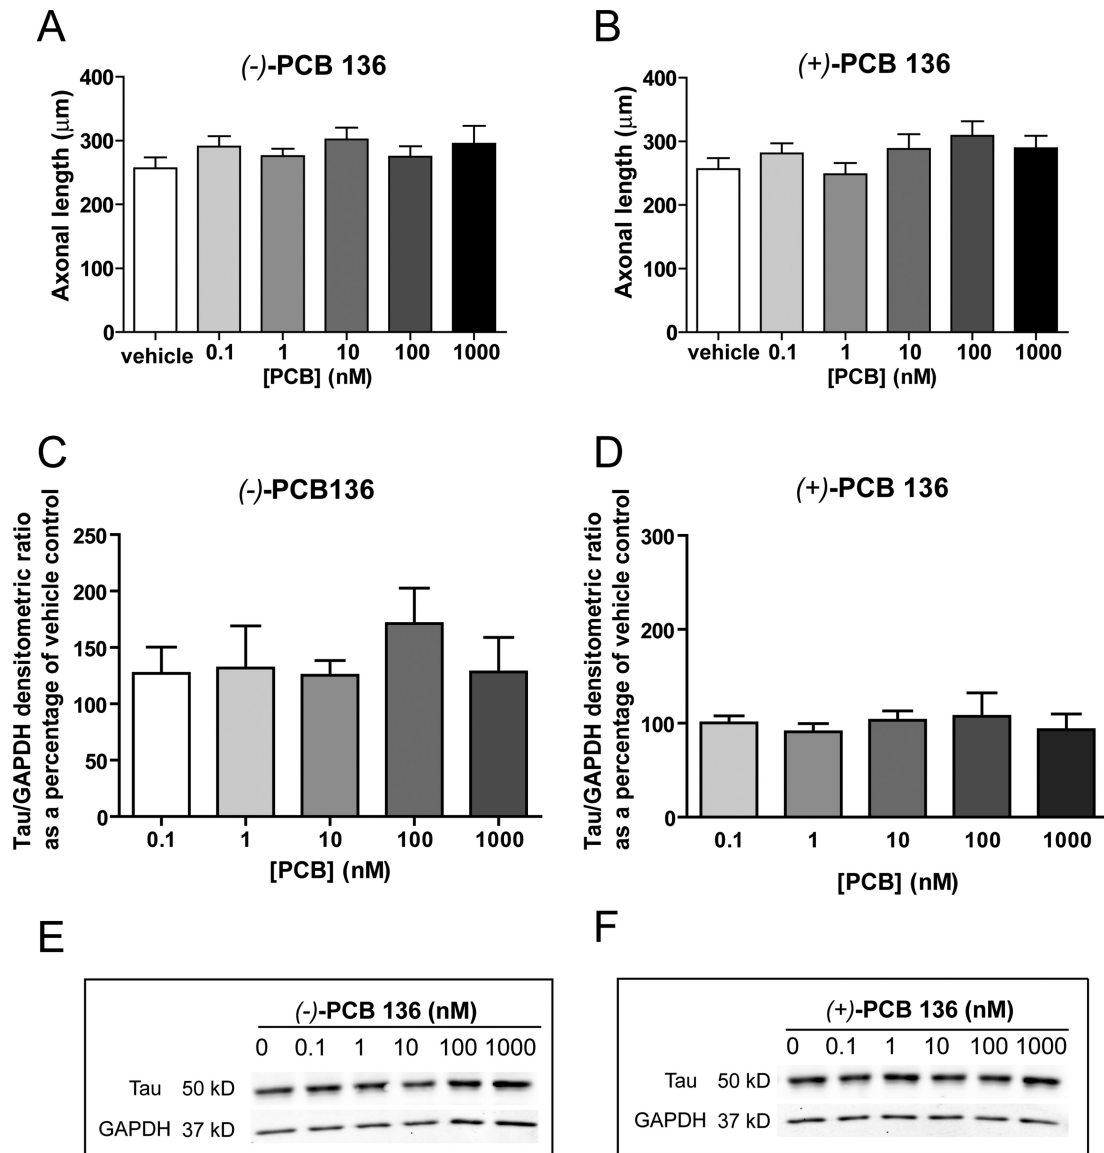 A
(-)-PCB 136
Axonal length (μm)
400
300
200
100
0
vehicle 0.1 1 10 100 1000
[PCB] (nM)
B
(+)-PCB 136
Axonal length (μm)
400
300
200
100
0
vehicle 0.1 1 10 100 1000
[PCB] (nM)
C
(-)-PCB136
Tau/GAPDH densitometric ratio
as a percentage of vehicle control
250
200
150
100
50
0
0.1 1 10 100 1000
[PCB] (nM)
D
(+)-PCB 136
Tau/GAPDH densitometric ratio
as a percentage of vehicle control
300
200
100
0
0.1 1 10 100 1000
[PCB] (nM)
E
(-)-PCB 136 (nM)
0 0.1 1 10 100 1000
Tau 50 kD
GAPDH 37 kD
F
(+)-PCB 136 (nM)
0 0.1 1 10 100 1000
Tau 50 kD
GAPDH 37 kD